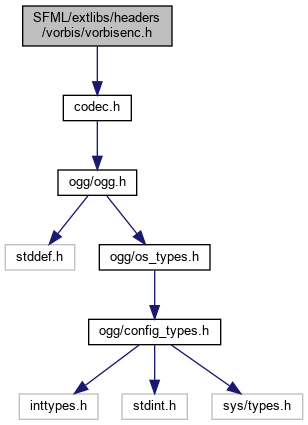 SFML/extlibs/headers
/vorbis/vorbisenc.h
codec.h
ogg/ogg.h
stddef.h
ogg/os_types.h
ogg/config_types.h
inttypes.h
stdint.h
sys/types.h